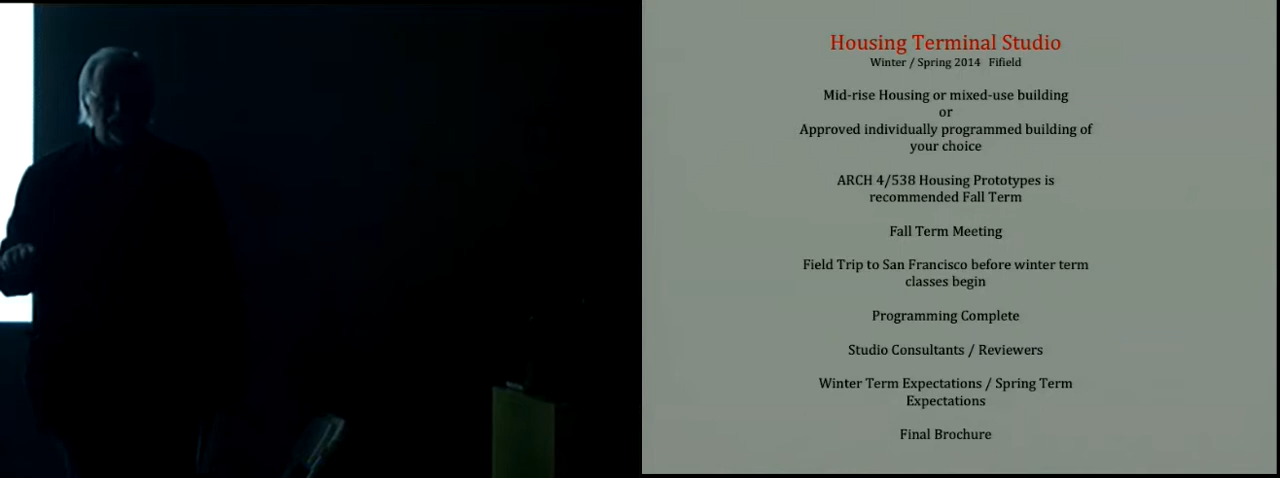 Housing Terminal Studio
Winter / Spring 2014 Fifield
Mid-rise Housing or mixed-use building
or
Approved individually programmed building of
your choice
ARCH 4/538 Housing Prototypes is
recommended Fall Term
Fall Term Meeting
Field Trip to San Francisco before winter term
classes begin
Programming Complete
Studio Consultants / Reviewers
Winter Term Expectations / Spring Term
Expectations
Final Brochure